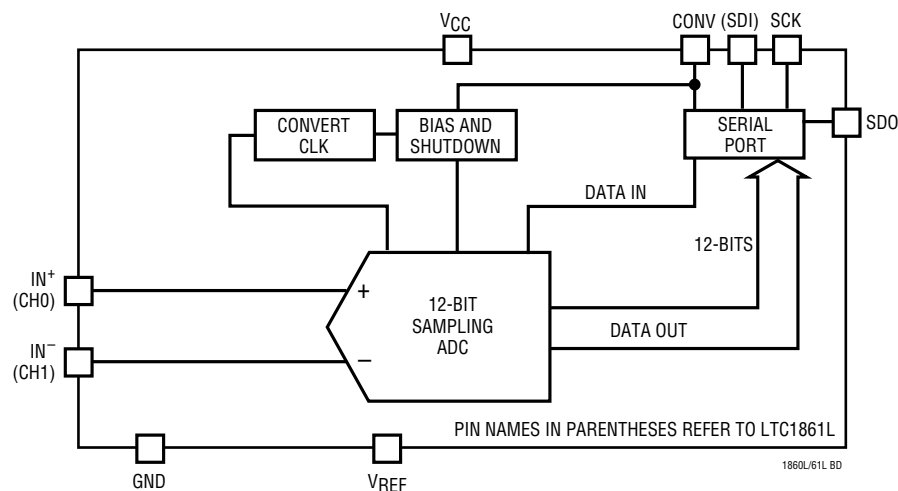 VCC
CONV (SDI) SCK
SDO
CONVERT
CLK
BIAS AND
SHUTDOWN
SERIAL
PORT
DATA IN
12-BITS
IN+
(CH0)
+
12-BIT
SAMPLING
ADC
DATA OUT
IN−
(CH1)
−
PIN NAMES IN PARENTHESES REFER TO LTC1861L
GND
VREF
1860L/61L BD